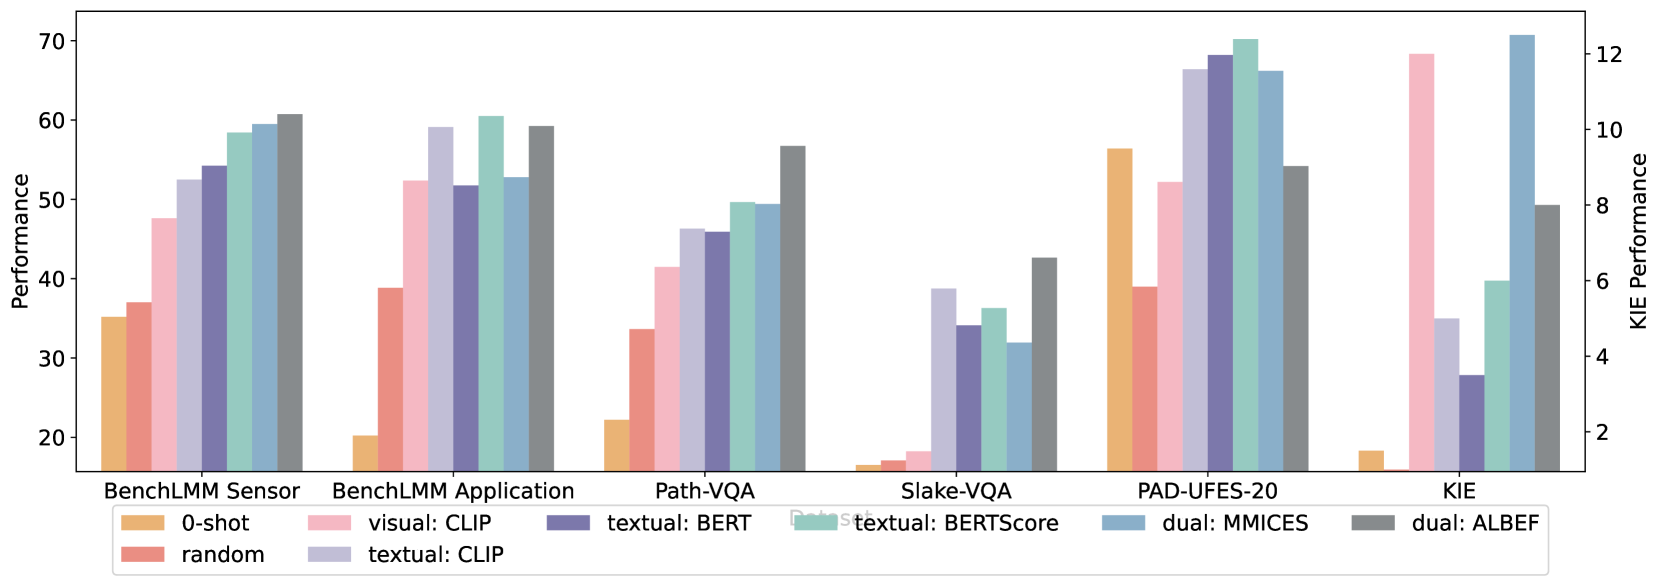 70
60
50
40
30
20
Performance
12
10
8
6
4
2
KIE Performance
BenchLMM Sensor BenchLMM Application Path-VQA Slake-VQA PAD-UFES-20 KIE
Dataset
0-shot visual: CLIP textual: BERT textual: BERTScore dual: MMICES dual: ALBEF
random textual: CLIP